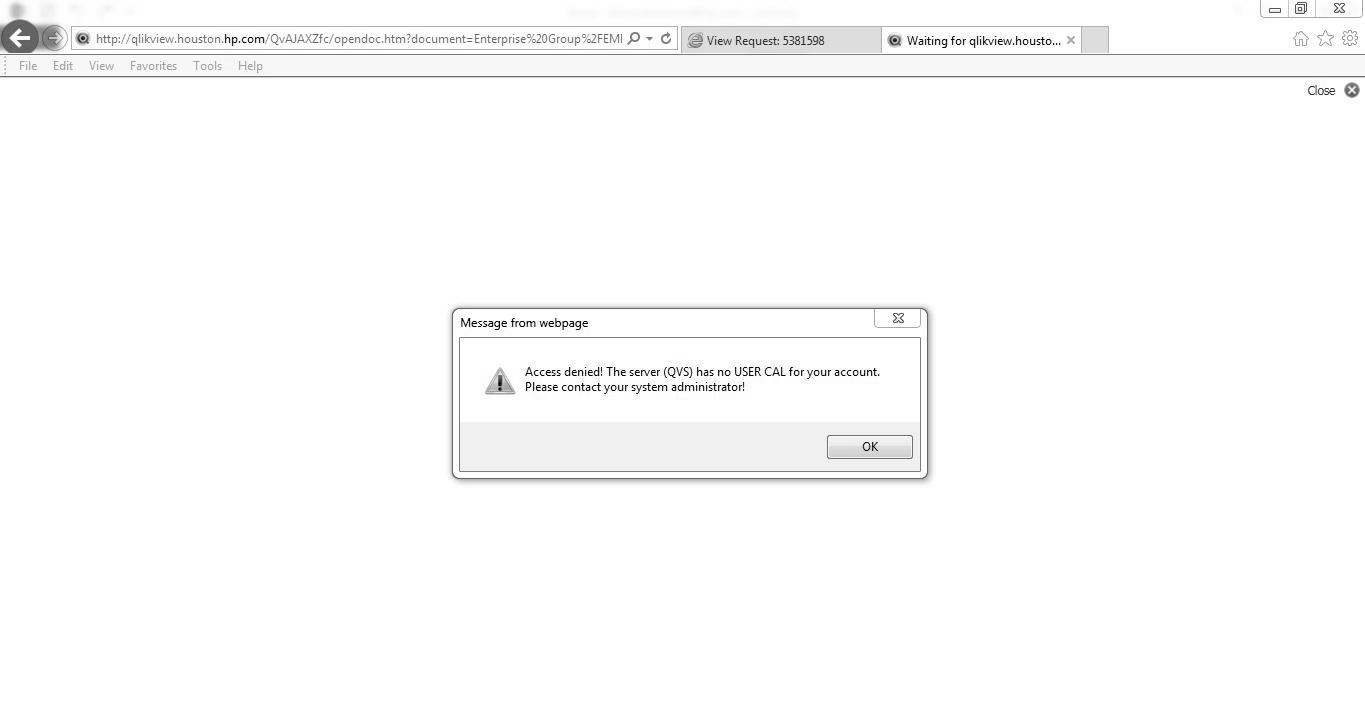 http://qlikview.houston.hp.com/QvAJAXZfc/opendoc.htm?document=Enterprise%20Group%2FEMI
View Request: 5381598
Waiting for qlikview.housto...
File Edit View Favorites Tools Help
Close
Message from webpage
Access denied! The server (QVS) has no USER CAL for your account.
Please contact your system administrator!
OK